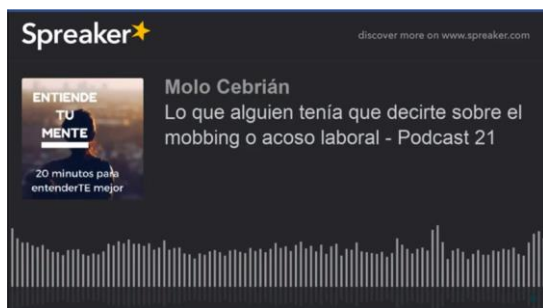 Spreaker
discover more on www.spreaker.com
ENTIENDE
TU
MENTE
20 minutos para
entenderTE mejor
Molo Cebrián
Lo que alguien tenía que decirte sobre el
mobbing o acoso laboral - Podcast 21